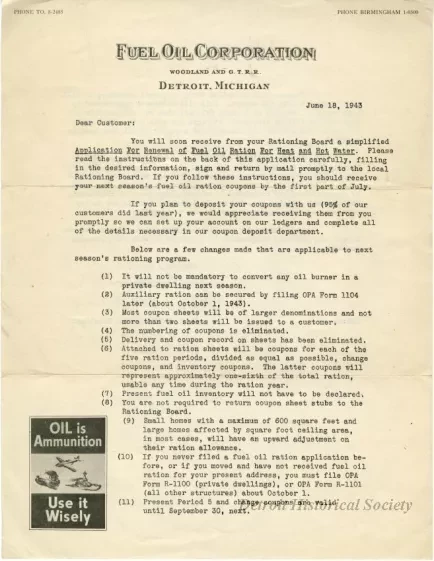 PHONE BIRMINGHAM
FUEL OIL CORPORATION
WOODLAND AND G. T. R. R.
DETROIT, MICHIGAN
June 18, 1943
Dear Customer:
You will soon receive from your Rationing Board a simplified
Application For Renewal of Fuel Oil Ration For Heat and Hot Water. Please
read the instructions on the back of this application carefully, filling
in the desired information, sign and return by mail promptly to the local
Rationing Board. If you follow these instructions, you should receive
your next season's fuel oil ration coupons by the first part of July.
If you plan to deposit your coupons with us (95% of our
customers did last year), we would appreciate receiving them from you
promptly so we can set up your account on our ledgers and complete all
of the details necessary in our coupon deposit department.
Below are a few changes made that are applicable to next
season's rationing program.
(1) It will not be mandatory to convert any oil burner in a
private dwelling next season.
(2) Auxiliary ration can be secured by filing OPA Form 1104
later (about October 1, 1943).
(3) Most coupon sheets will be of larger denominations and not
more than two sheets will be issued to a customer.
(4) The numbering of coupons is eliminated.
(5) Delivery and coupon record on sheets has been eliminated.
(6) Attached to ration sheets will be coupons for each of the
five ration periods, divided as equal as possible, change
coupons, and inventory coupons. The latter coupons will
represent approximately one-sixth of the total ration,
usable any time during the ration year.
(7) Present fuel oil inventory will not have to be declared.
(8) You are not required to return coupon sheet stubs to the
Rationing Board.
(9) Small homes with a maximum of 600 square feet and
large homes affected by square foot ceiling area,
in most cases, will have an upward adjustment on
their ration allowance.
(10) If you never filed a fuel oil ration application be-
fore, or if you moved and have not received fuel oil
ration for your present address, you must file OPA
Form R-1100 (private dwellings), or OPA Form R-1101
(all other structures) about October 1.
(11) Present Period 5 and change coupons are valid
until September 30, next.
OIL is
Ammunition
Use it
Wisely
Detroit Historical Society